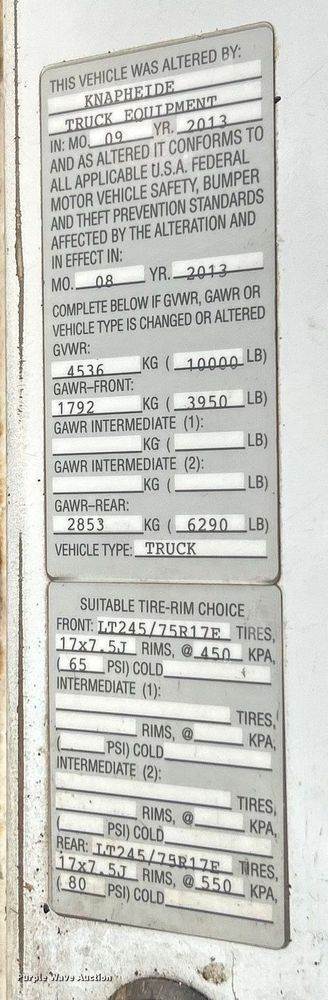 THIS VEHICLE WAS ALTERED BY:
KNAPHEIDE
TRUCK EQUIPMENT
IN: MO. 09 YR. 2013
AND AS ALTERED IT CONFORMS TO
ALL APPLICABLE U.S.A. FEDERAL
MOTOR VEHICLE SAFETY, BUMPER
AND THEFT PREVENTION STANDARDS
AFFECTED BY THE ALTERATION AND
IN EFFECT IN:
MO. 08 YR. 2013
COMPLETE BELOW IF GVWR, GAWR OR
VEHICLE TYPE IS CHANGED OR ALTERED
GVWR:
4536 KG ( 10000 LB)
GAWR-FRONT:
1792 KG ( 3950 LB)
GAWR INTERMEDIATE (1):
KG ( LB)
GAWR INTERMEDIATE (2):
KG ( LB)
GAWR-REAR:
2853 KG ( 6290 LB)
VEHICLE TYPE: TRUCK
SUITABLE TIRE-RIM CHOICE
FRONT: LT245/75R17E TIRES,
17x7.5J RIMS, @ 450 KPA,
( 65 PSI) COLD
INTERMEDIATE (1):
TIRES,
RIMS, @ KPA,
( PSI) COLD
INTERMEDIATE (2):
TIRES,
RIMS, @ KPA,
( PSI) COLD
REAR: LT245/75R17E TIRES,
17x7.5J RIMS, @ 550 KPA,
( 80 PSI) COLD
Purple Wave Auction